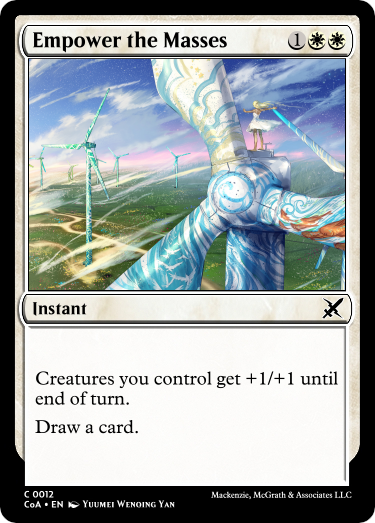 Empower the Masses 1
Instant
Creatures you control get +1/+1 until
end of turn.
Draw a card.
C 0012
CoA • EN Yuumei Wenqing Yan
Mackenzie, McGrath & Associates LLC